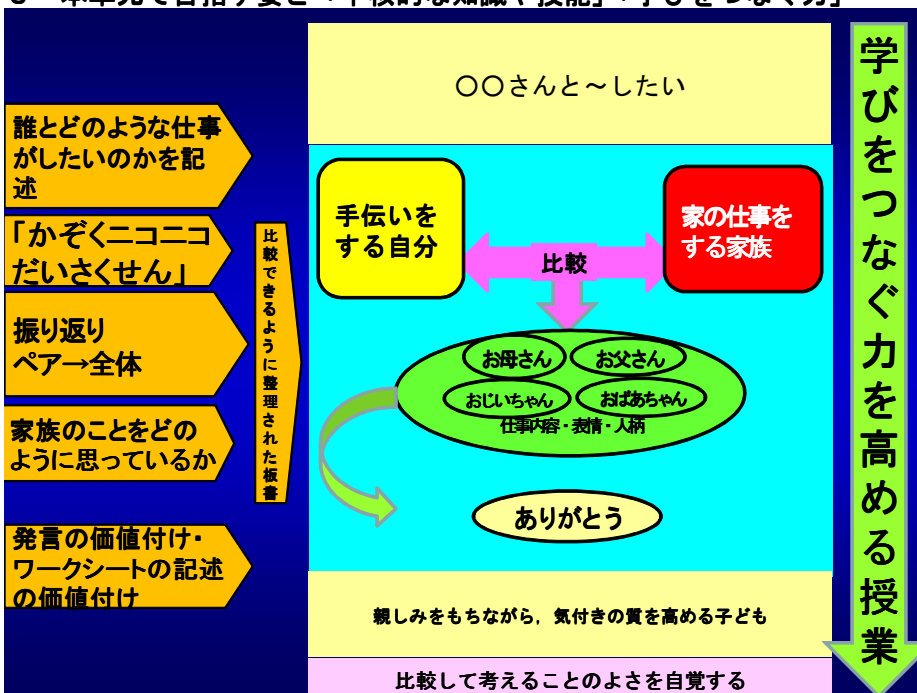 〇〇さんと~したい
誰とどのような仕事
がしたいのかを記
述
「かぞくニコニコ
だいさくせん」
振り返り
ペア→全体
家族のことをどの
ように思っているか
発言の価値付け・
ワークシートの記述
の価値付け
比較できるように整理された板書
手伝いを
する自分
比較
家の仕事を
する家族
お母さん
お父さん
おじいちゃん
おばあちゃん
仕事内容・表情・人柄
ありがとう
親しみをもちながら,気付きの質を高める子ども
比較して考えることのよさを自覚する
学びをつなぐ力を高める授業